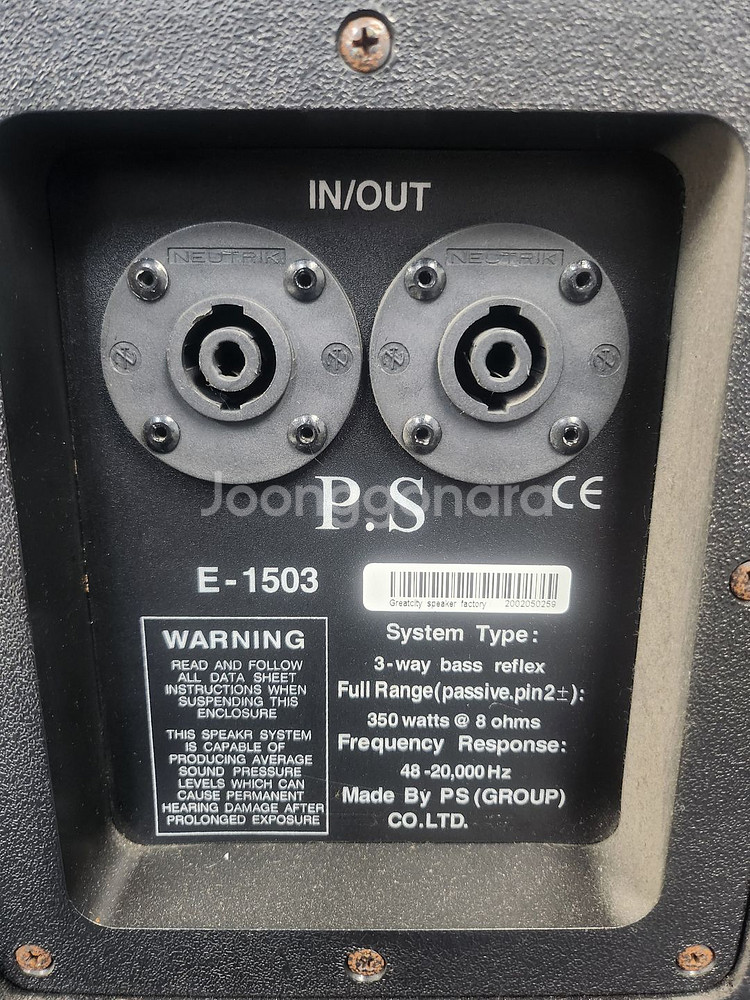 IN/OUT
NEUTRIK NEUTRIK
Joonggonara
P.S CE
E-1503
Greatcity speaker factory 2002050259
WARNING
READ AND FOLLOW
ALL DATA SHEET
INSTRUCTIONS WHEN
SUSPENDING THIS
ENCLOSURE
THIS SPEAKR SYSTEM
IS CAPABLE OF
PRODUCING AVERAGE
SOUND PRESSURE
LEVELS WHICH CAN
CAUSE PERMANENT
HEARING DAMAGE AFTER
PROLONGED EXPOSURE
System Type:
3-way bass reflex
Full Range(passive.pin2±):
350 watts @ 8 ohms
Frequency Response:
48-20,000Hz
Made By PS(GROUP)
CO.LTD.